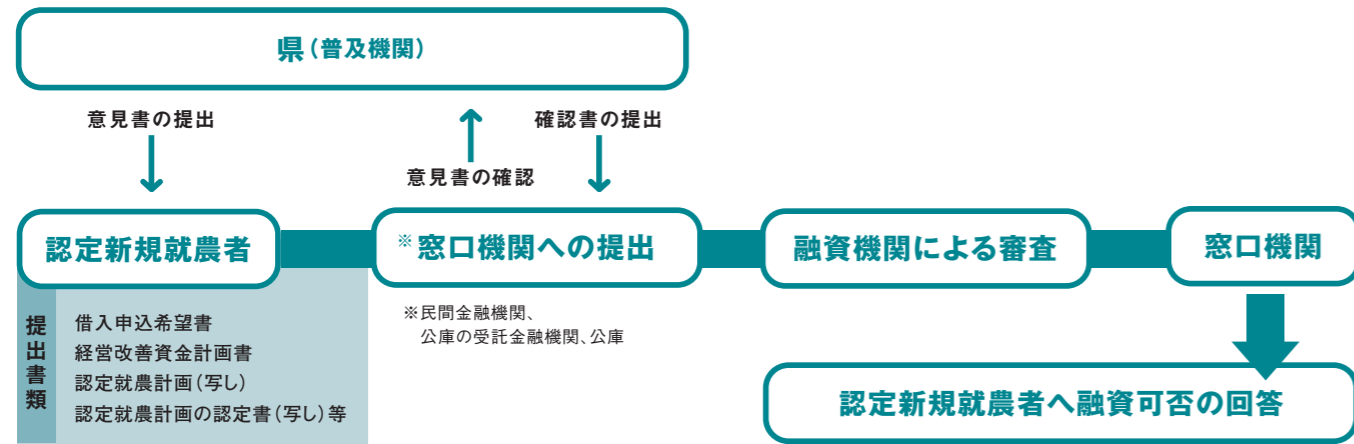 県(普及機関)
意見書の提出
確認書の提出
意見書の確認
認定新規就農者
※窓口機関への提出
融資機関による審査
窓口機関
提出書類
借入申込希望書
経営改善資金計画書
認定就農計画(写し)
認定就農計画の認定書(写し)等
※民間金融機関、
公庫の受託金融機関、公庫
認定新規就農者へ融資可否の回答